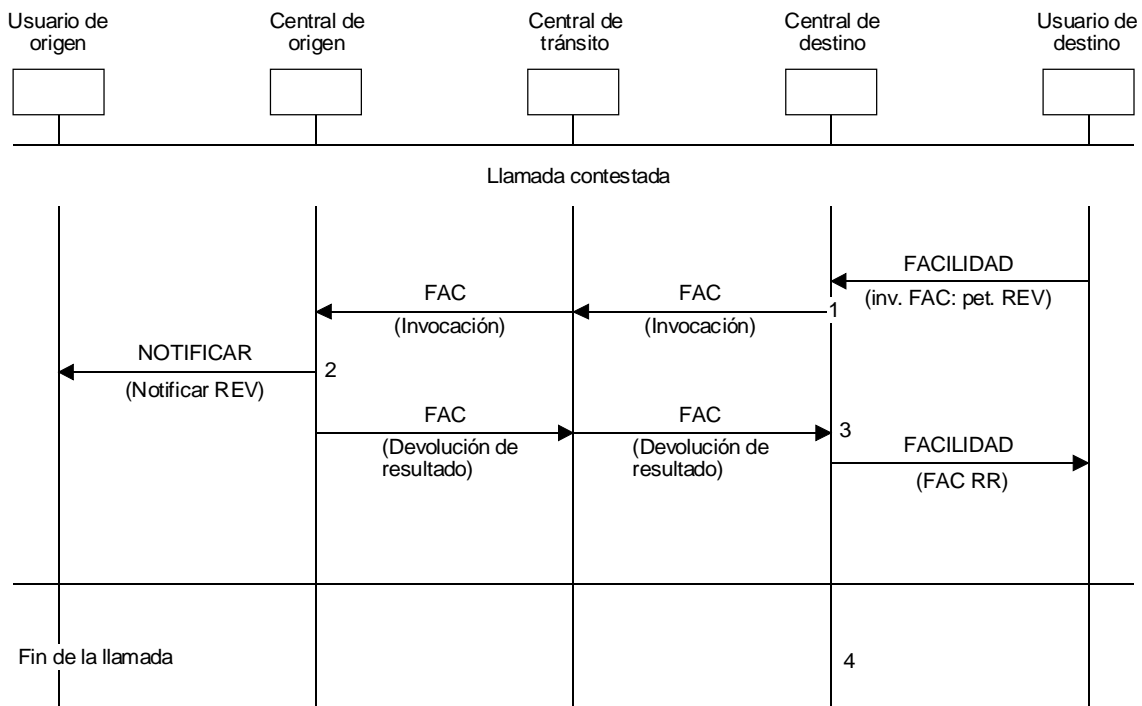 Usuario de
origen
Central de
origen
Central de
tránsito
Central de
destino
Usuario de
destino
Llamada contestada
FACILIDAD
(inv. FAC: pet. REV)
1
FAC
(Invocación)
FAC
(Invocación)
NOTIFICAR
(Notificar REV)
2
FAC
(Devolución de
resultado)
FAC
(Devolución de
resultado)
3
FACILIDAD
(FAC RR)
Fin de la llamada
4